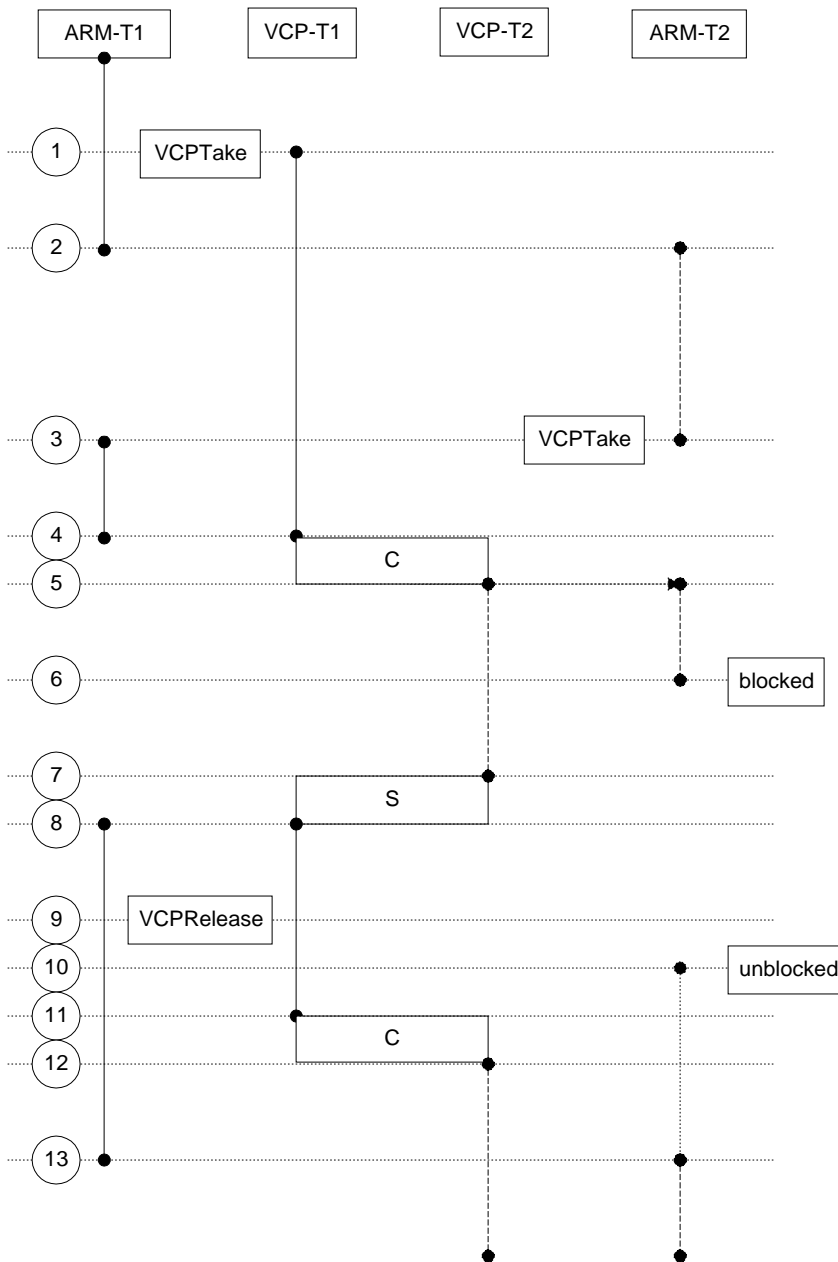 ARM-T1
VCP-T1
VCP-T2
ARM-T2
1
VCPTake
2
3
VCPTake
4
C
5
6
blocked
7
S
8
9
VCPRelease
10
unblocked
11
C
12
13